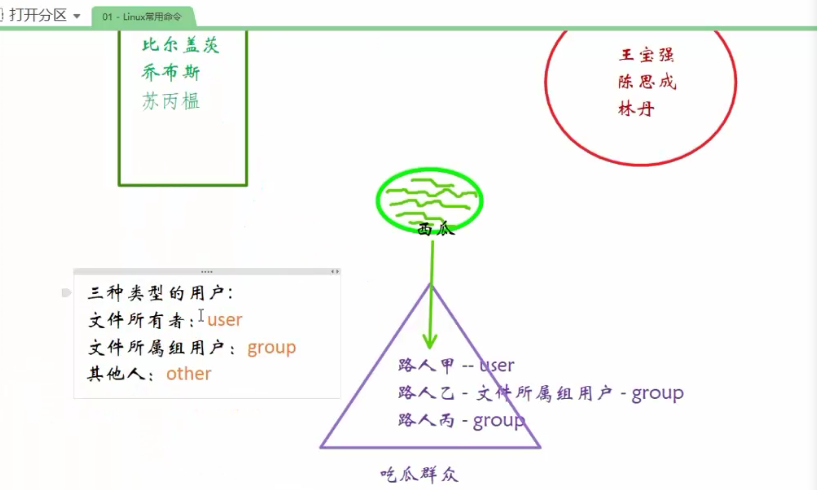 打开分区
01 - Linux常用命令
比尔盖茨
乔布斯
苏丙榅
王宝强
陈思成
林丹
西瓜
三种类型的用户:
文件所有者: user
文件所属组用户: group
其他人: other
路人甲 -- user
路人乙 - 文件所属组用户 - group
路人丙 - group
吃瓜群众